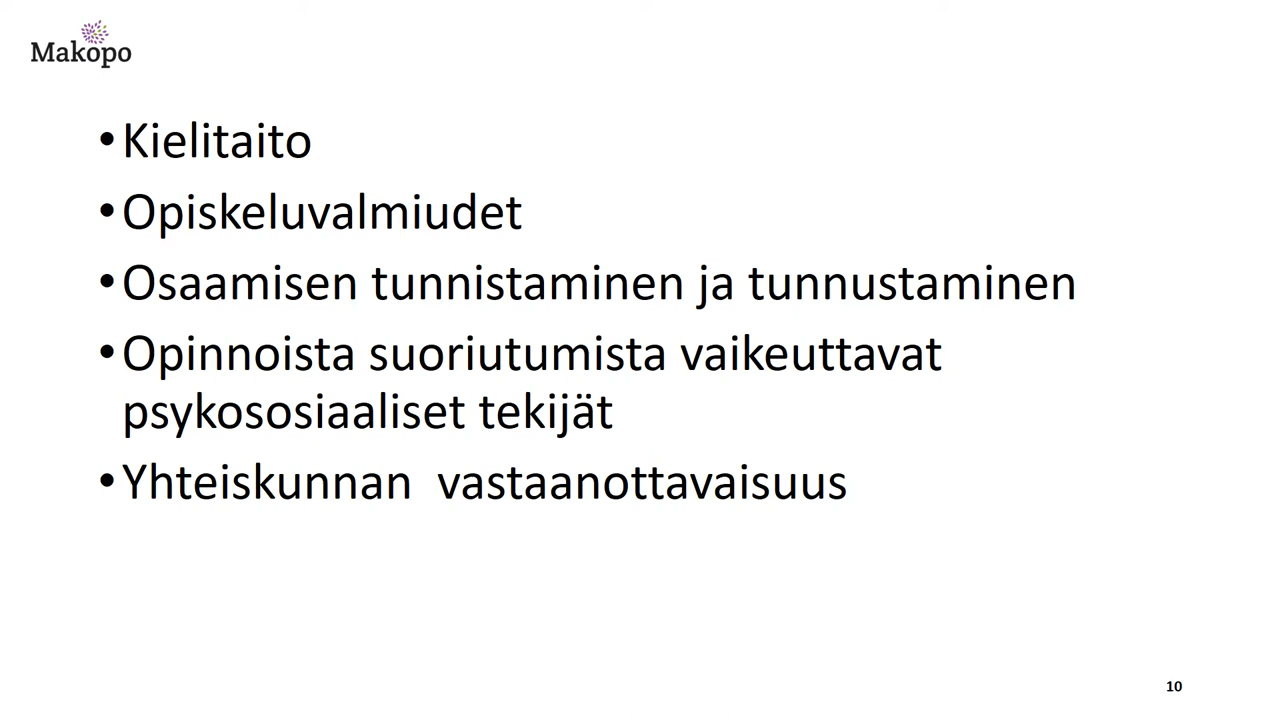 Makopo
•Kielitaito
•Opiskeluvalmiudet
•Osaamisen tunnistaminen ja tunnustaminen
•Opinnoista suoriutumista vaikeuttavat
psykososiaaliset tekijät
•Yhteiskunnan  vastaanottavaisuus
10